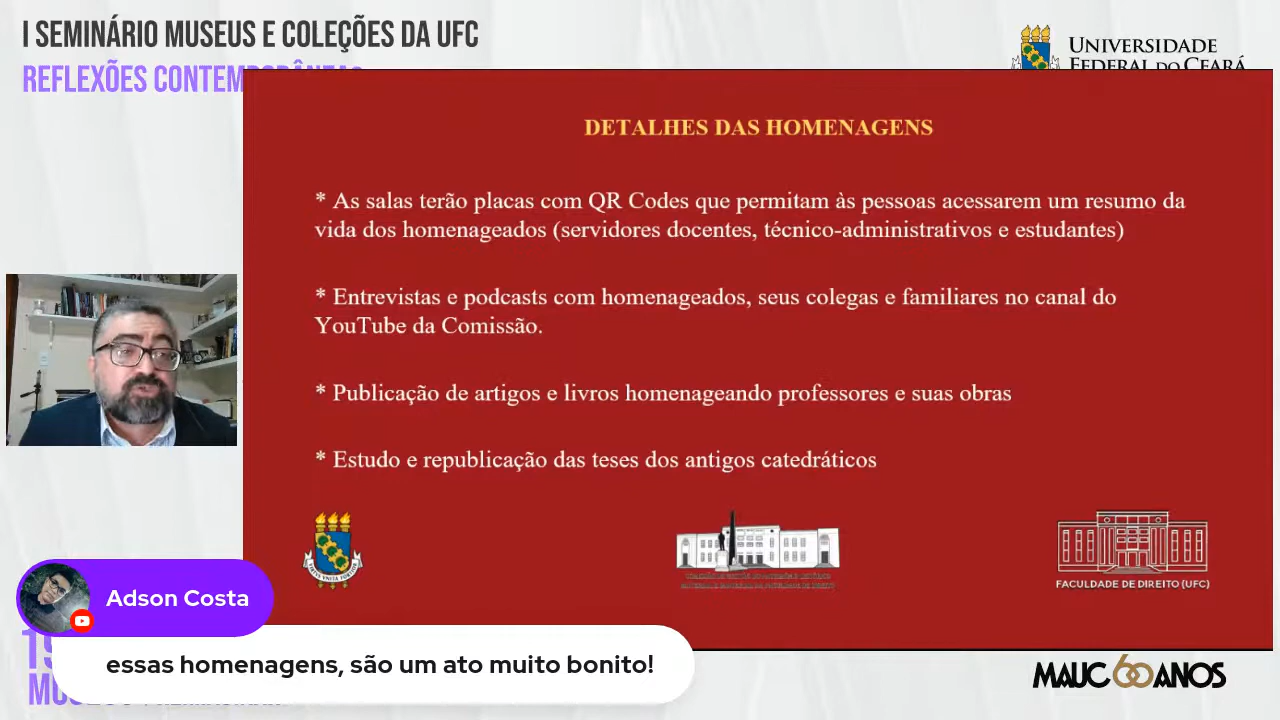 I SEMINÁRIO MUSEUS E COLEÇÕES DA UFC
UNIVERSIDADE
FEDERAL DO CEARÁ
DETALHES DAS HOMENAGENS
* As salas terão placas com QR Codes que permitam às pessoas acessarem um resumo da
vida dos homenageados (servidores docentes, técnico-administrativos e estudantes)
* Entrevistas e podcasts com homenageados, seus colegas e familiares no canal do
YouTube da Comissão.
* Publicação de artigos e livros homenageando professores e suas obras
* Estudo e republicação das teses dos antigos catedráticos
FACULDADE DE DIREITO (UFC)
Adson Costa
essas homenagens, são um ato muito bonito!
MAUC 60 ANOS